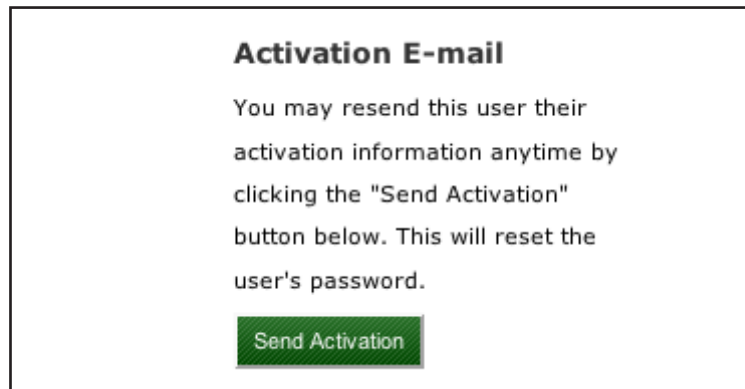 Activation E-mail
You may resend this user their
activation information anytime by
clicking the "Send Activation"
button below. This will reset the
user's password.
Send Activation